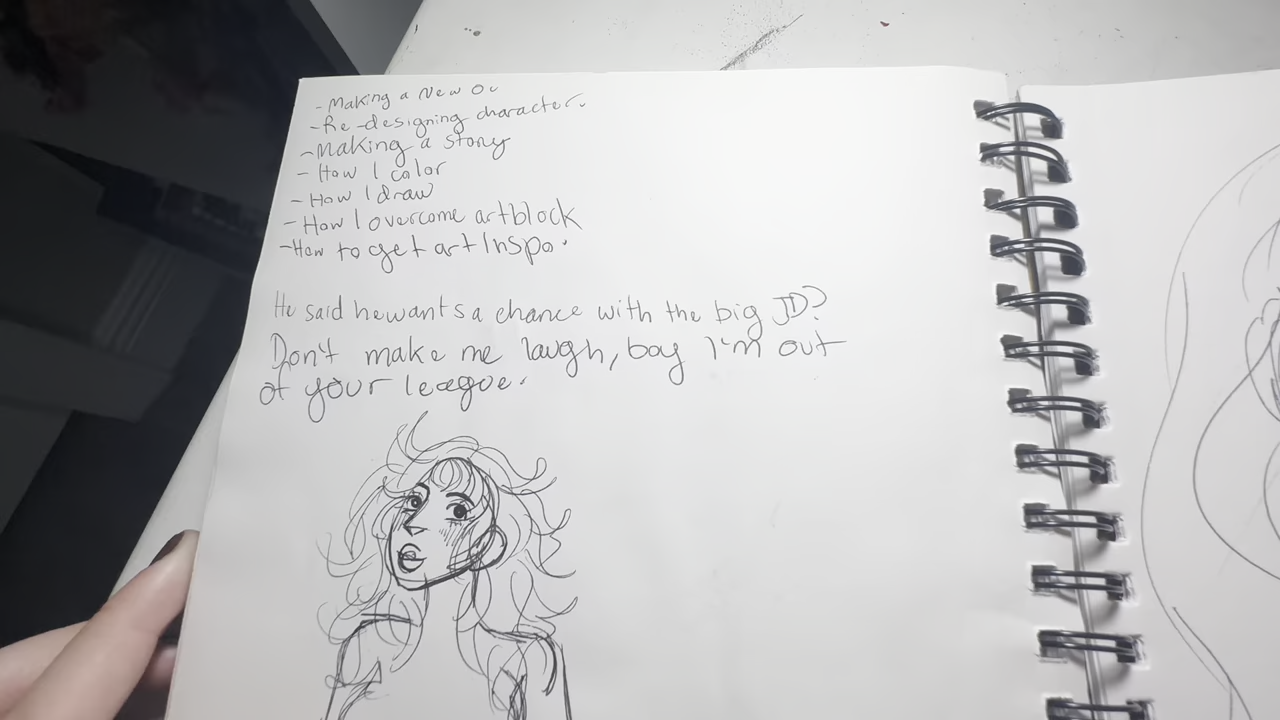 - Making a New Oc
- Re-designing character.
- Making a story
- How I color
- How I draw
- How I overcome artblock
- How to get art Inspo.
He said he wants a chance with the big JD?
Don't make me laugh, boy I'm out
of your league.